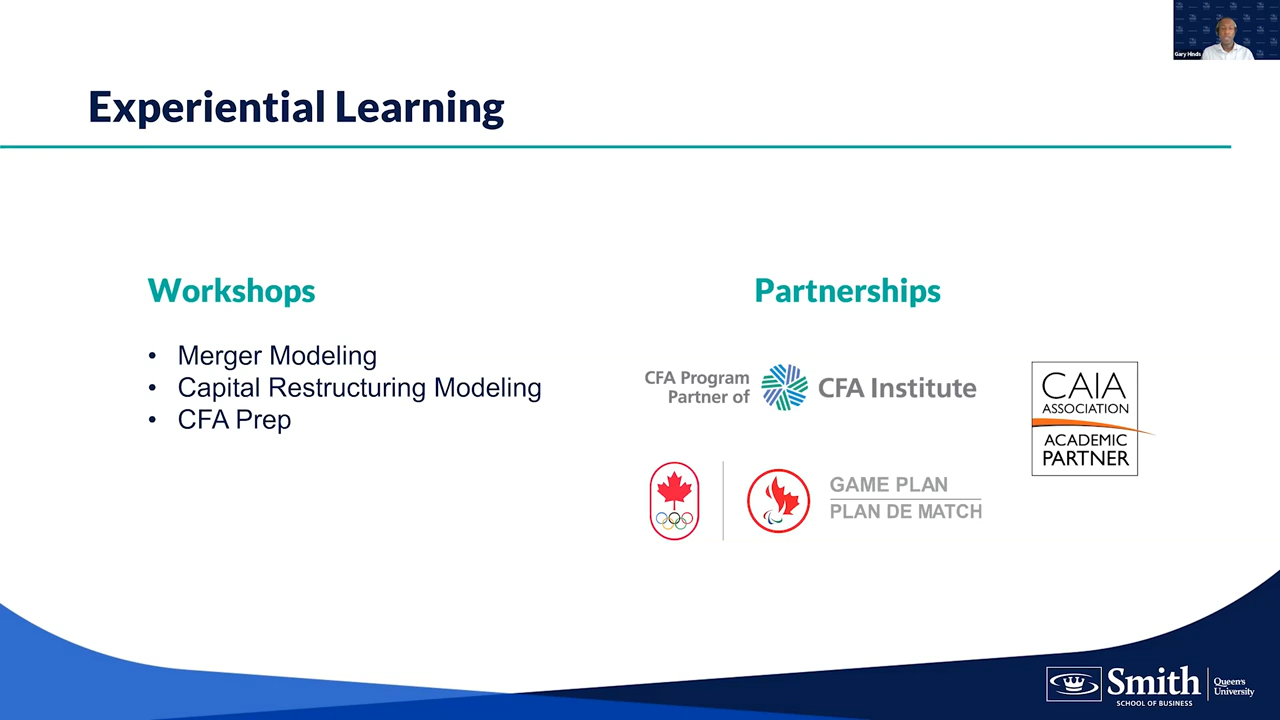 Gary Hinds
Experiential Learning
Workshops
• Merger Modeling
• Capital Restructuring Modeling
• CFA Prep
Partnerships
CFA Program
Partner of
CFA Institute
CAIA
ASSOCIATION
ACADEMIC
PARTNER
GAME PLAN
PLAN DE MATCH
Smith
SCHOOL OF BUSINESS
Queen's
University